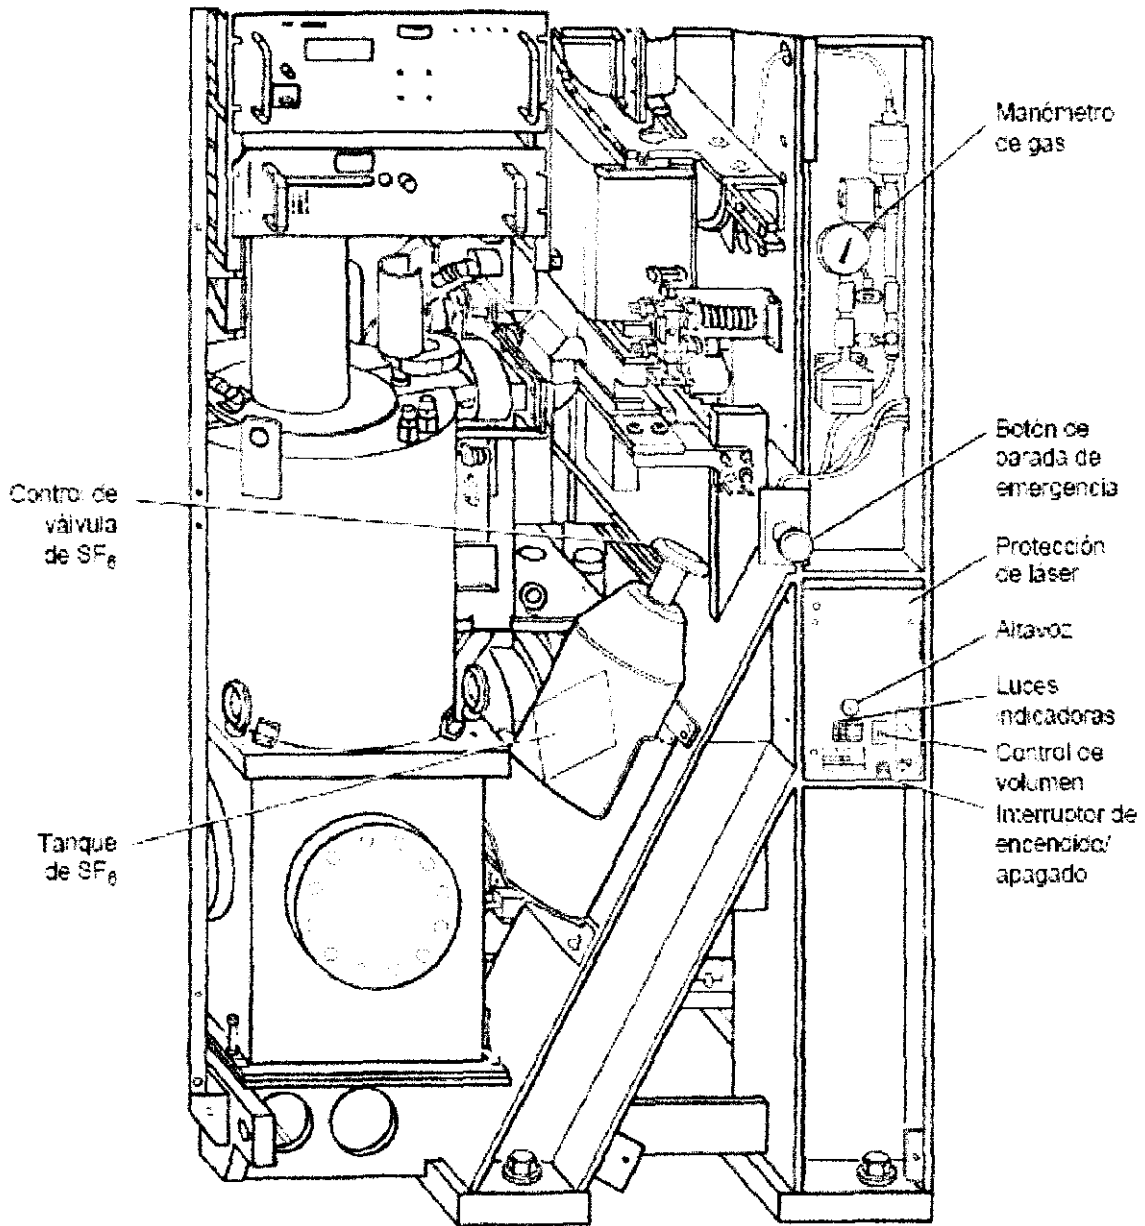 Manómetro
de gas
Botón de
parada de
emergencia
Control de
válvula
de SF₆
Protección
de láser
Altavoz
Luces
indicadoras
Control de
volumen
Interruptor de
encendido/
apagado
Tanque
de SF₆